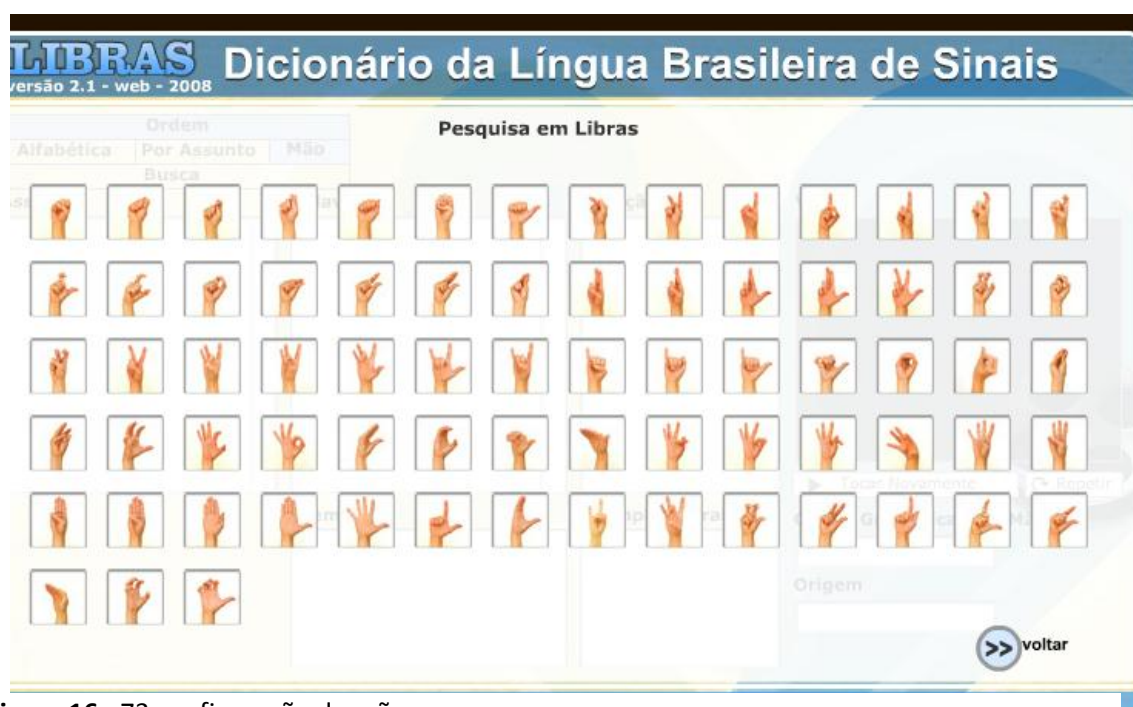 LIBRAS Dicionário da Língua Brasileira de Sinais
versão 2.1 - web - 2008
Ordem
Pesquisa em Libras
Alfabética Por Assunto Mão
Busca
Tocar Novamente Repetir
Origem
>> voltar